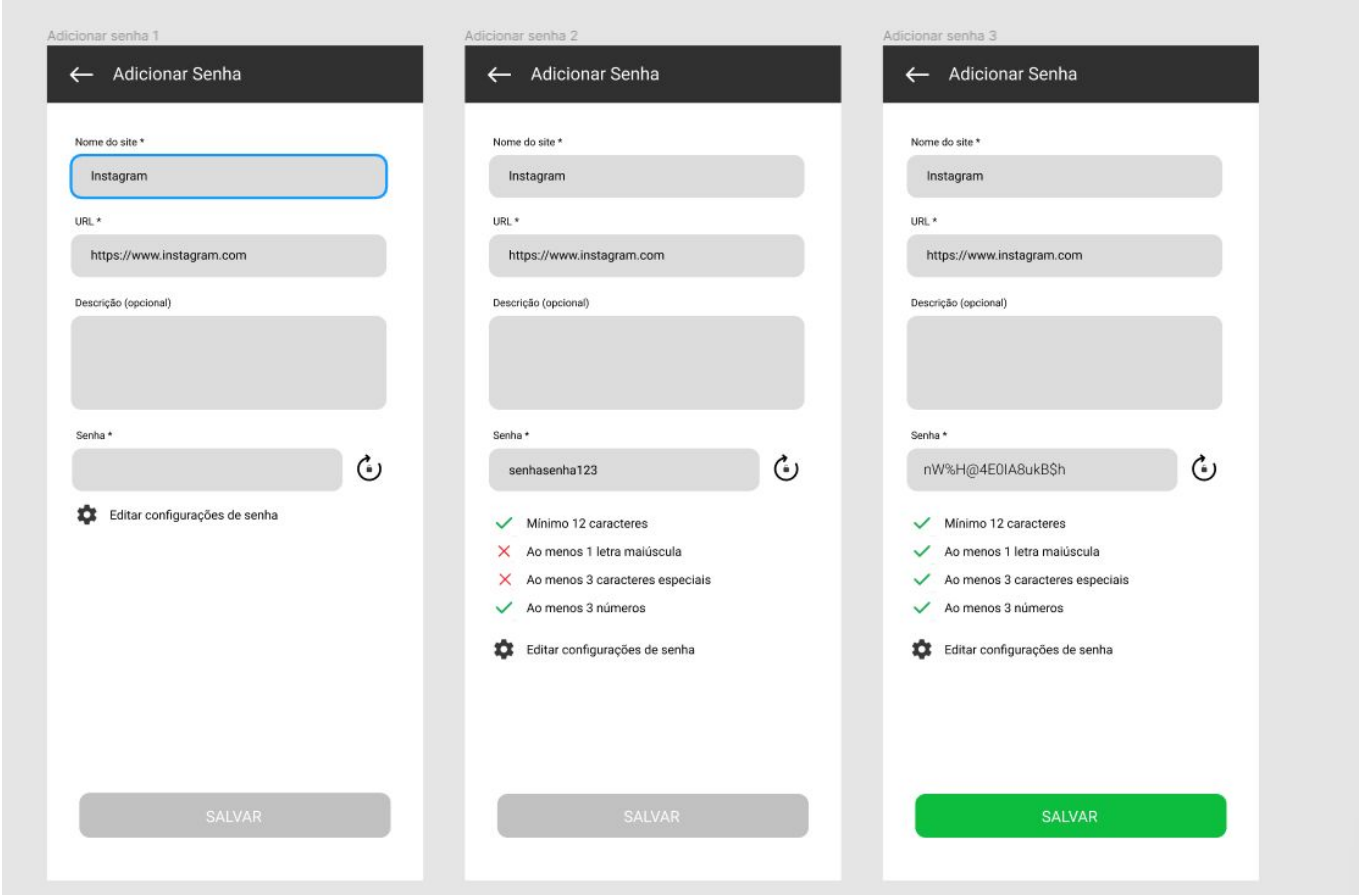 Adicionar senha 1
Adicionar Senha
Nome do site *
Instagram
URL *
https://www.instagram.com
Descrição (opcional)
Senha *
Editar configurações de senha
SALVAR
Adicionar senha 2
Adicionar Senha
Nome do site *
Instagram
URL *
https://www.instagram.com
Descrição (opcional)
Senha *
senhasenha123
Mínimo 12 caracteres
Ao menos 1 letra maiúscula
Ao menos 3 caracteres especiais
Ao menos 3 números
Editar configurações de senha
SALVAR
Adicionar senha 3
Adicionar Senha
Nome do site *
Instagram
URL *
https://www.instagram.com
Descrição (opcional)
Senha *
nW%H@4E0IA8ukB$h
Mínimo 12 caracteres
Ao menos 1 letra maiúscula
Ao menos 3 caracteres especiais
Ao menos 3 números
Editar configurações de senha
SALVAR